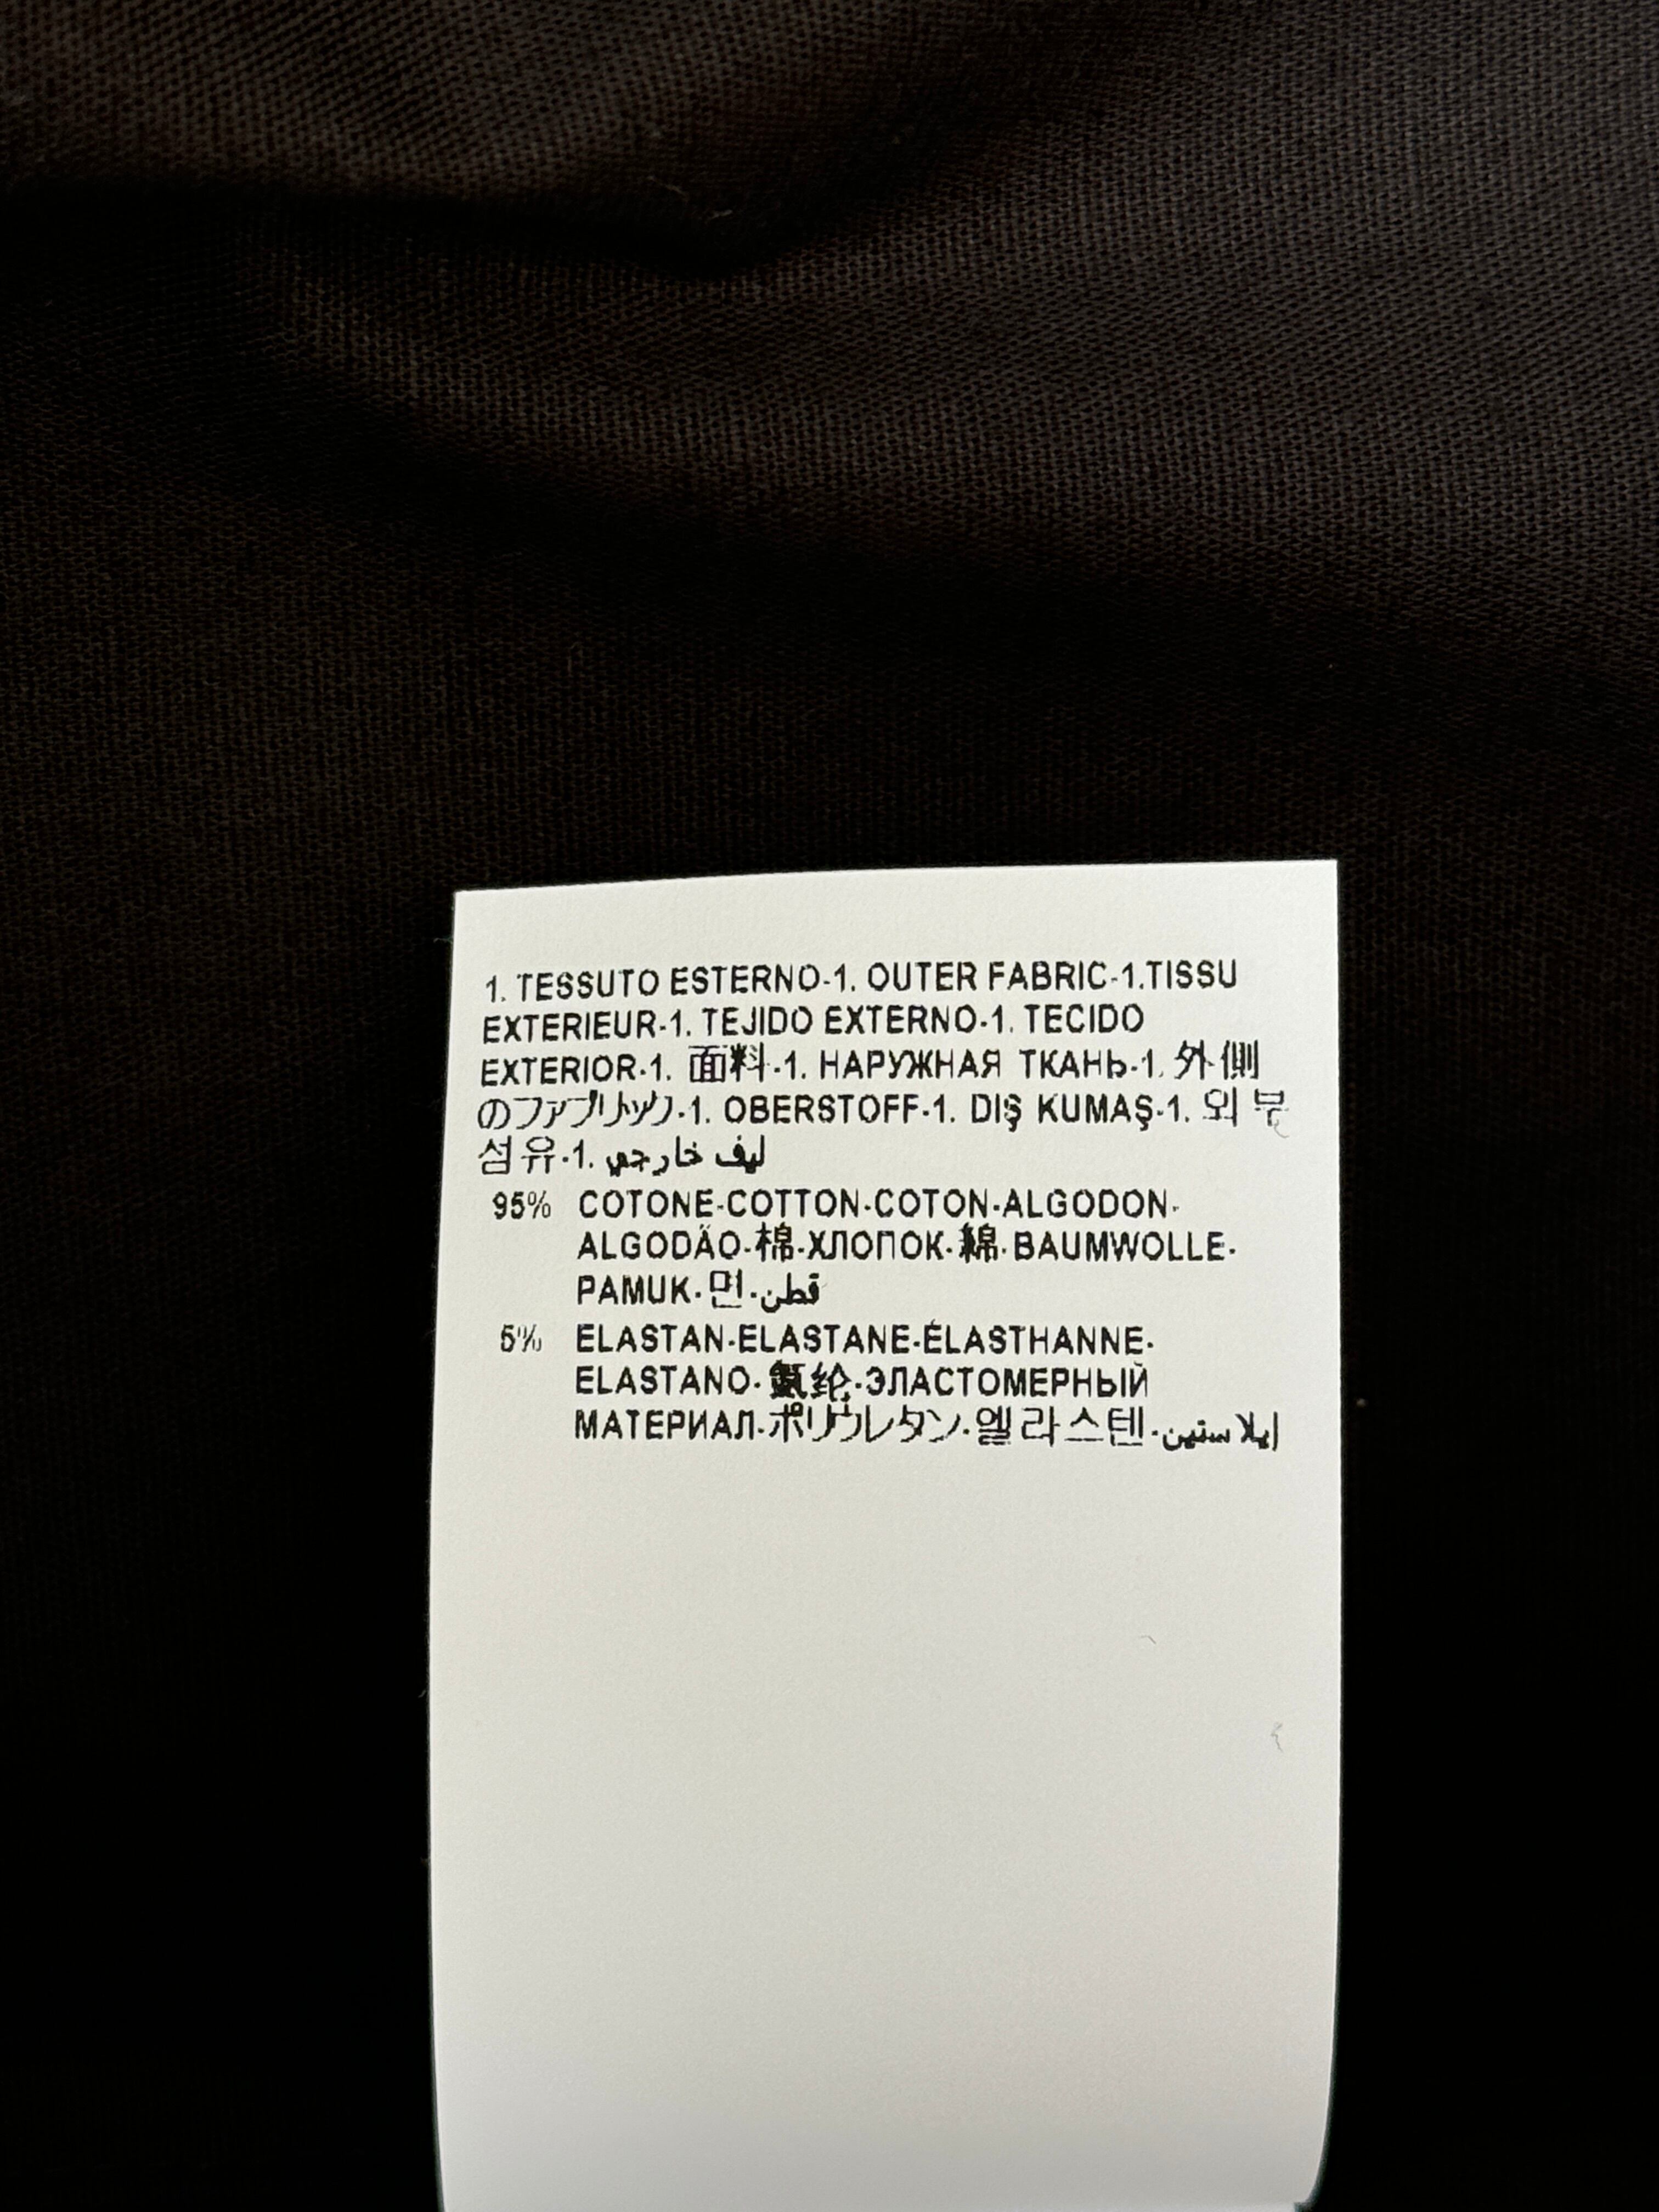 1. TESSUTO ESTERNO-1. OUTER FABRIC-1.TISSU
EXTERIEUR-1. TEJIDO EXTERNO-1. TECIDO
EXTERIOR-1. 面料-1. НАРУЖНАЯ ТКАНЬ-1. 外側
のファブリック-1. OBERSTOFF-1. DIŞ KUMAŞ-1. 외부
섬유-1. ليف خارجي
95% COTONE-COTTON-COTON-ALGODON-
ALGODÃO-棉-ХЛОПОК-綿-BAUMWOLLE-
PAMUK-면-قطن
5% ELASTAN-ELASTANE-ÉLASTHANNE-
ELASTANO-氨纶-ЭЛАСТОМЕРНЫЙ
МАТЕРИАЛ-ポリウレタン-엘라스텐-ايلاستين